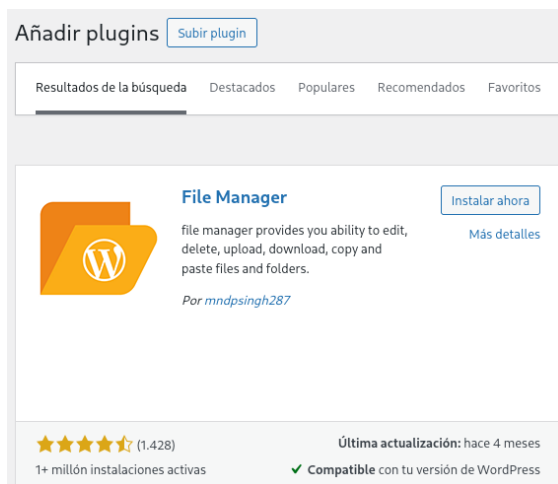 Añadir plugins Subir plugin
Resultados de la búsqueda Destacados Populares Recomendados Favoritos
File Manager Instalar ahora
file manager provides you ability to edit, Más detalles
delete, upload, download, copy and
paste files and folders.
Por mndpsingh287
(1.428) Última actualización: hace 4 meses
1+ millón instalaciones activas ✔ Compatible con tu versión de WordPress